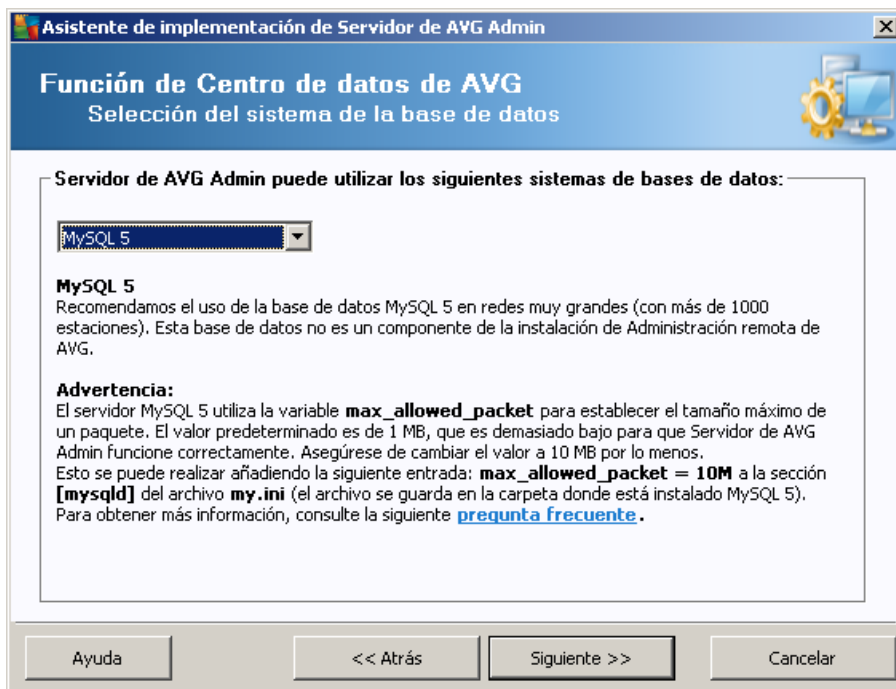 Asistente de implementación de Servidor de AVG Admin
Función de Centro de datos de AVG
Selección del sistema de la base de datos
Servidor de AVG Admin puede utilizar los siguientes sistemas de bases de datos:
MySQL 5
MySQL 5
Recomendamos el uso de la base de datos MySQL 5 en redes muy grandes (con más de 1000
estaciones). Esta base de datos no es un componente de la instalación de Administración remota de
AVG.
Advertencia:
El servidor MySQL 5 utiliza la variable max_allowed_packet para establecer el tamaño máximo de
un paquete. El valor predeterminado es de 1 MB, que es demasiado bajo para que Servidor de AVG
Admin funcione correctamente. Asegúrese de cambiar el valor a 10 MB por lo menos.
Esto se puede realizar añadiendo la siguiente entrada: max_allowed_packet = 10M a la sección
[mysqld] del archivo my.ini (el archivo se guarda en la carpeta donde está instalado MySQL 5).
Para obtener más información, consulte la siguiente pregunta frecuente.
Ayuda
<< Atrás
Siguiente >>
Cancelar